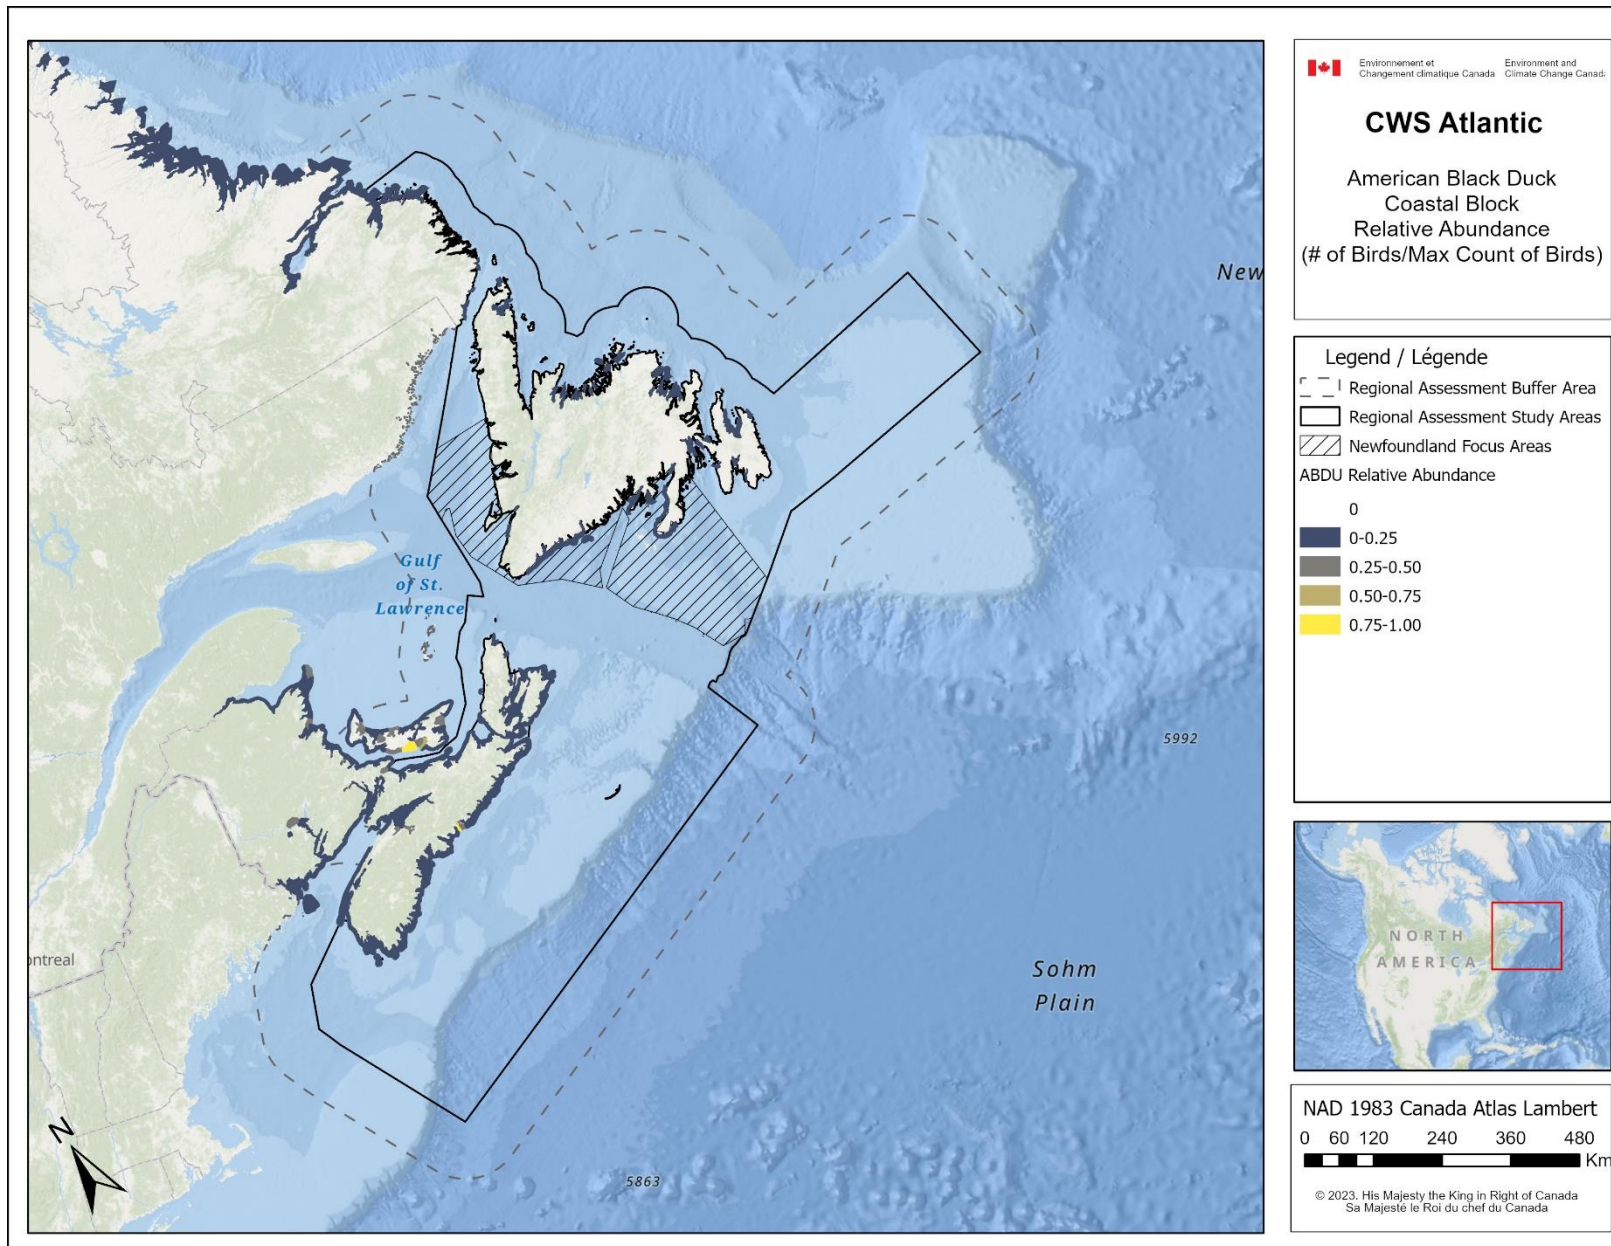 New
Gulf
of St.
Lawrence
5992
ontreal
Sohm
Plain
5863
N
Environnement et
Changement climatique Canada
Environment and
Climate Change Canada
CWS Atlantic
American Black Duck
Coastal Block
Relative Abundance
(# of Birds/Max Count of Birds)
Legend / Légende
Regional Assessment Buffer Area
Regional Assessment Study Areas
Newfoundland Focus Areas
ABDU Relative Abundance
0
0-0.25
0.25-0.50
0.50-0.75
0.75-1.00
NORTH
AMERICA
NAD 1983 Canada Atlas Lambert
0 60 120 240 360 480
Km
© 2023. His Majesty the King in Right of Canada
Sa Majesté le Roi du chef du Canada